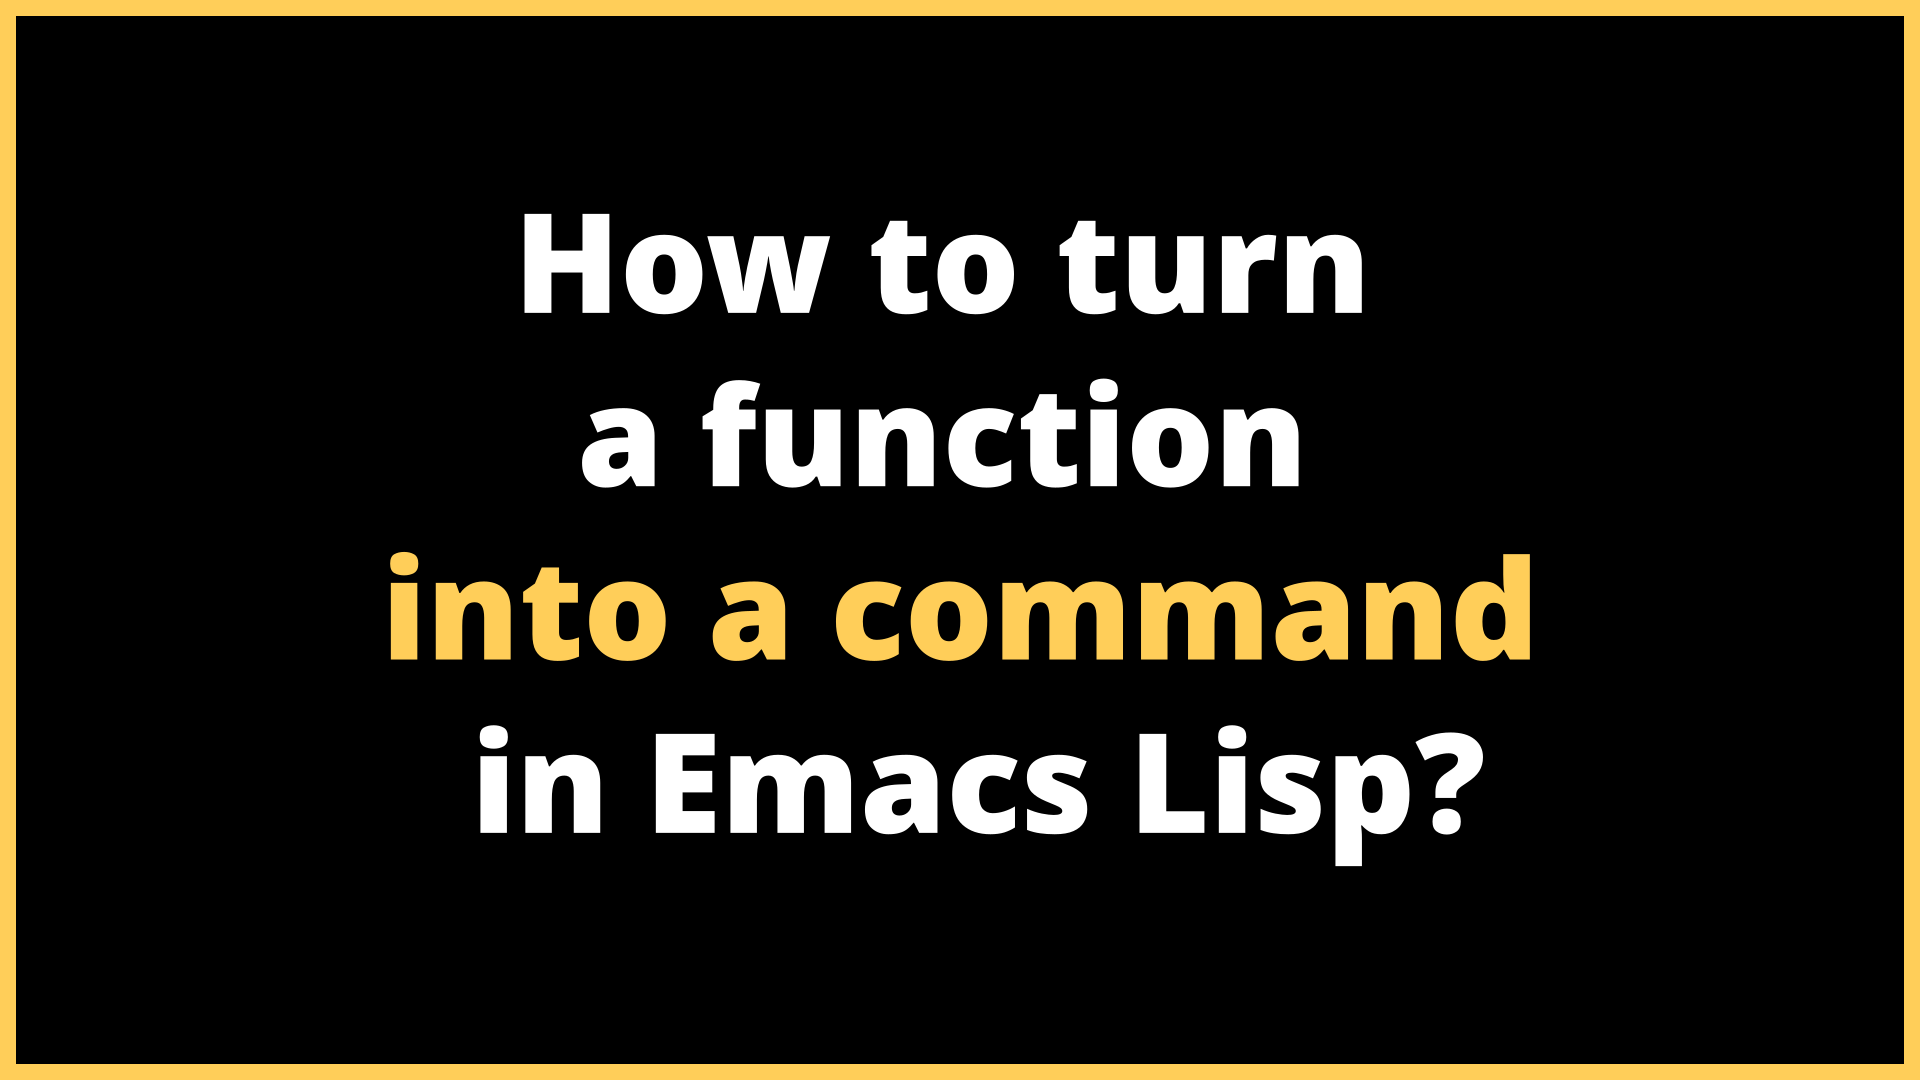 How to turn
a function
into a command
in Emacs Lisp?